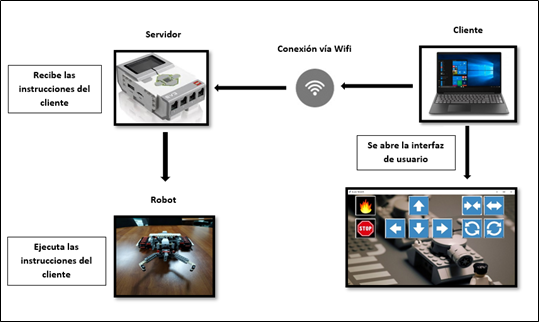 Servidor
Cliente
Conexión vía Wifi
Recibe las
instrucciones del
cliente
Se abre la interfaz
de usuario
Robot
STOP
Ejecuta las
instrucciones del
cliente